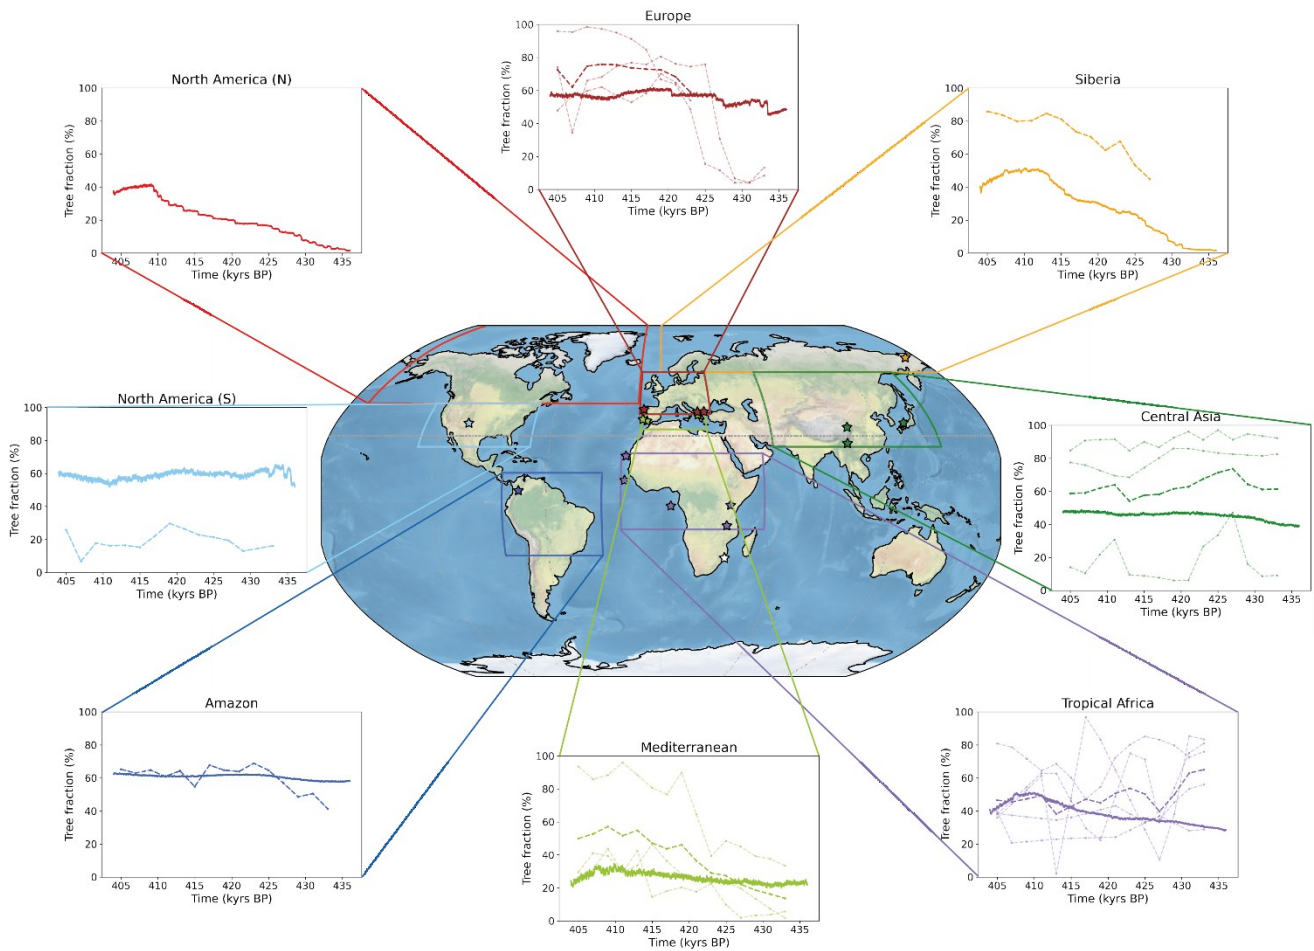 Europe
Tree fraction (%)
100
80
60
40
20
0
405 410 415 420 425 430 435
Time (kyrs BP)
North America (N)
Tree fraction (%)
100
80
60
40
20
0
405 410 415 420 425 430 435
Time (kyrs BP)
Siberia
Tree fraction (%)
100
80
60
40
20
0
405 410 415 420 425 430 435
Time (kyrs BP)
North America (S)
Tree fraction (%)
100
80
60
40
20
0
405 410 415 420 425 430 435
Time (kyrs BP)
Central Asia
Tree fraction (%)
100
80
60
40
20
0
405 410 415 420 425 430 435
Time (kyrs BP)
Amazon
Tree fraction (%)
100
80
60
40
20
0
405 410 415 420 425 430 435
Time (kyrs BP)
Mediterranean
Tree fraction (%)
100
80
60
40
20
0
405 410 415 420 425 430 435
Time (kyrs BP)
Tropical Africa
Tree fraction (%)
100
80
60
40
20
0
405 410 415 420 425 430 435
Time (kyrs BP)